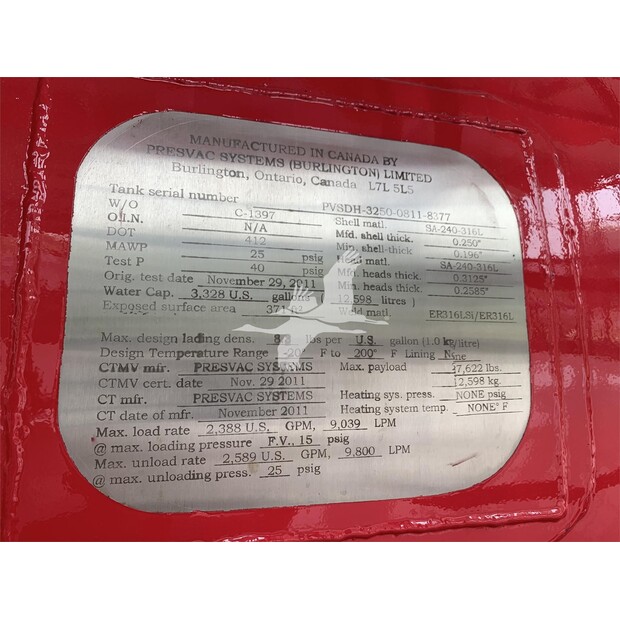 MANUFACTURED IN CANADA BY
PRESVAC SYSTEMS (BURLINGTON) LIMITED
Burlington, Ontario, Canada L7L 5L5
Tank serial number PVSDH-3250-0811-8377
W/O C-1397 Shell matl. SA-240-316L
O.I.N. N/A Mfd. shell thick. 0.250"
DOT 412 Min. shell-thick 0.196"
MAWP 25 psig Head matl. SA-240-316L
Test P 40 psig Mfr. heads thick. 0.3125"
Orig. test date November 29, 2011 Min. heads thick. 0.2585"
Water Cap. 3,328 U.S. gallons (12,598 litres)
Exposed surface area Weld matl. ER316LSi/ER316L
Max. design lading dens. lbs per U.S. gallon (1.0 kg/litre)
Design Temperature Range -20 F to 200° F Lining None
CTMV mfr. PRESVAC SYSTEMS Max. payload 27,622 lbs.
CTMV cert. date Nov. 29 2011 12,598 kg.
CT mfr. PRESVAC SYSTEMS Heating sys. press. NONE psig
CT date of mfr. November 2011 Heating system temp. NONE° F
Max. load rate 2,388 U.S. GPM, 9,039 LPM
@ max. loading pressure F.V., 15 psig
Max. unload rate 2,589 U.S. GPM, 9,800 LPM
@ max. unloading press. 25 psig